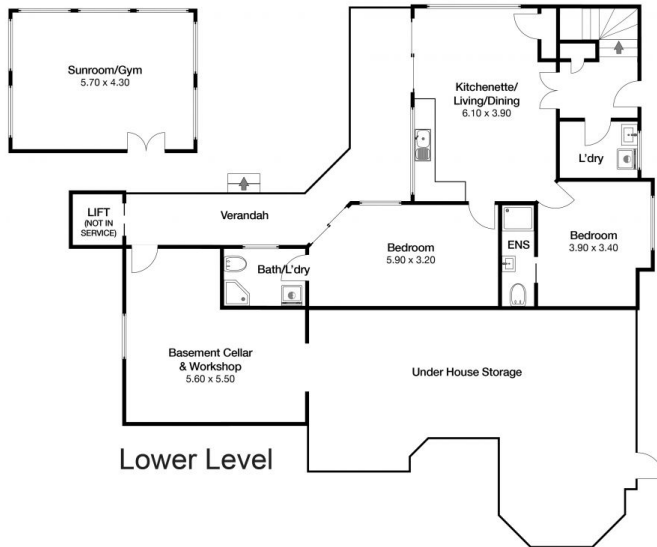 Sunroom/Gym
5.70 x 4.30
Kitchenette/
Living/Dining
6.10 x 3.90
L'dry
LIFT
(NOT IN
SERVICE)
Verandah
Bath/L'dry
Bedroom
5.90 x 3.20
ENS
Bedroom
3.90 x 3.40
Basement Cellar
& Workshop
5.60 x 5.50
Under House Storage
Lower Level